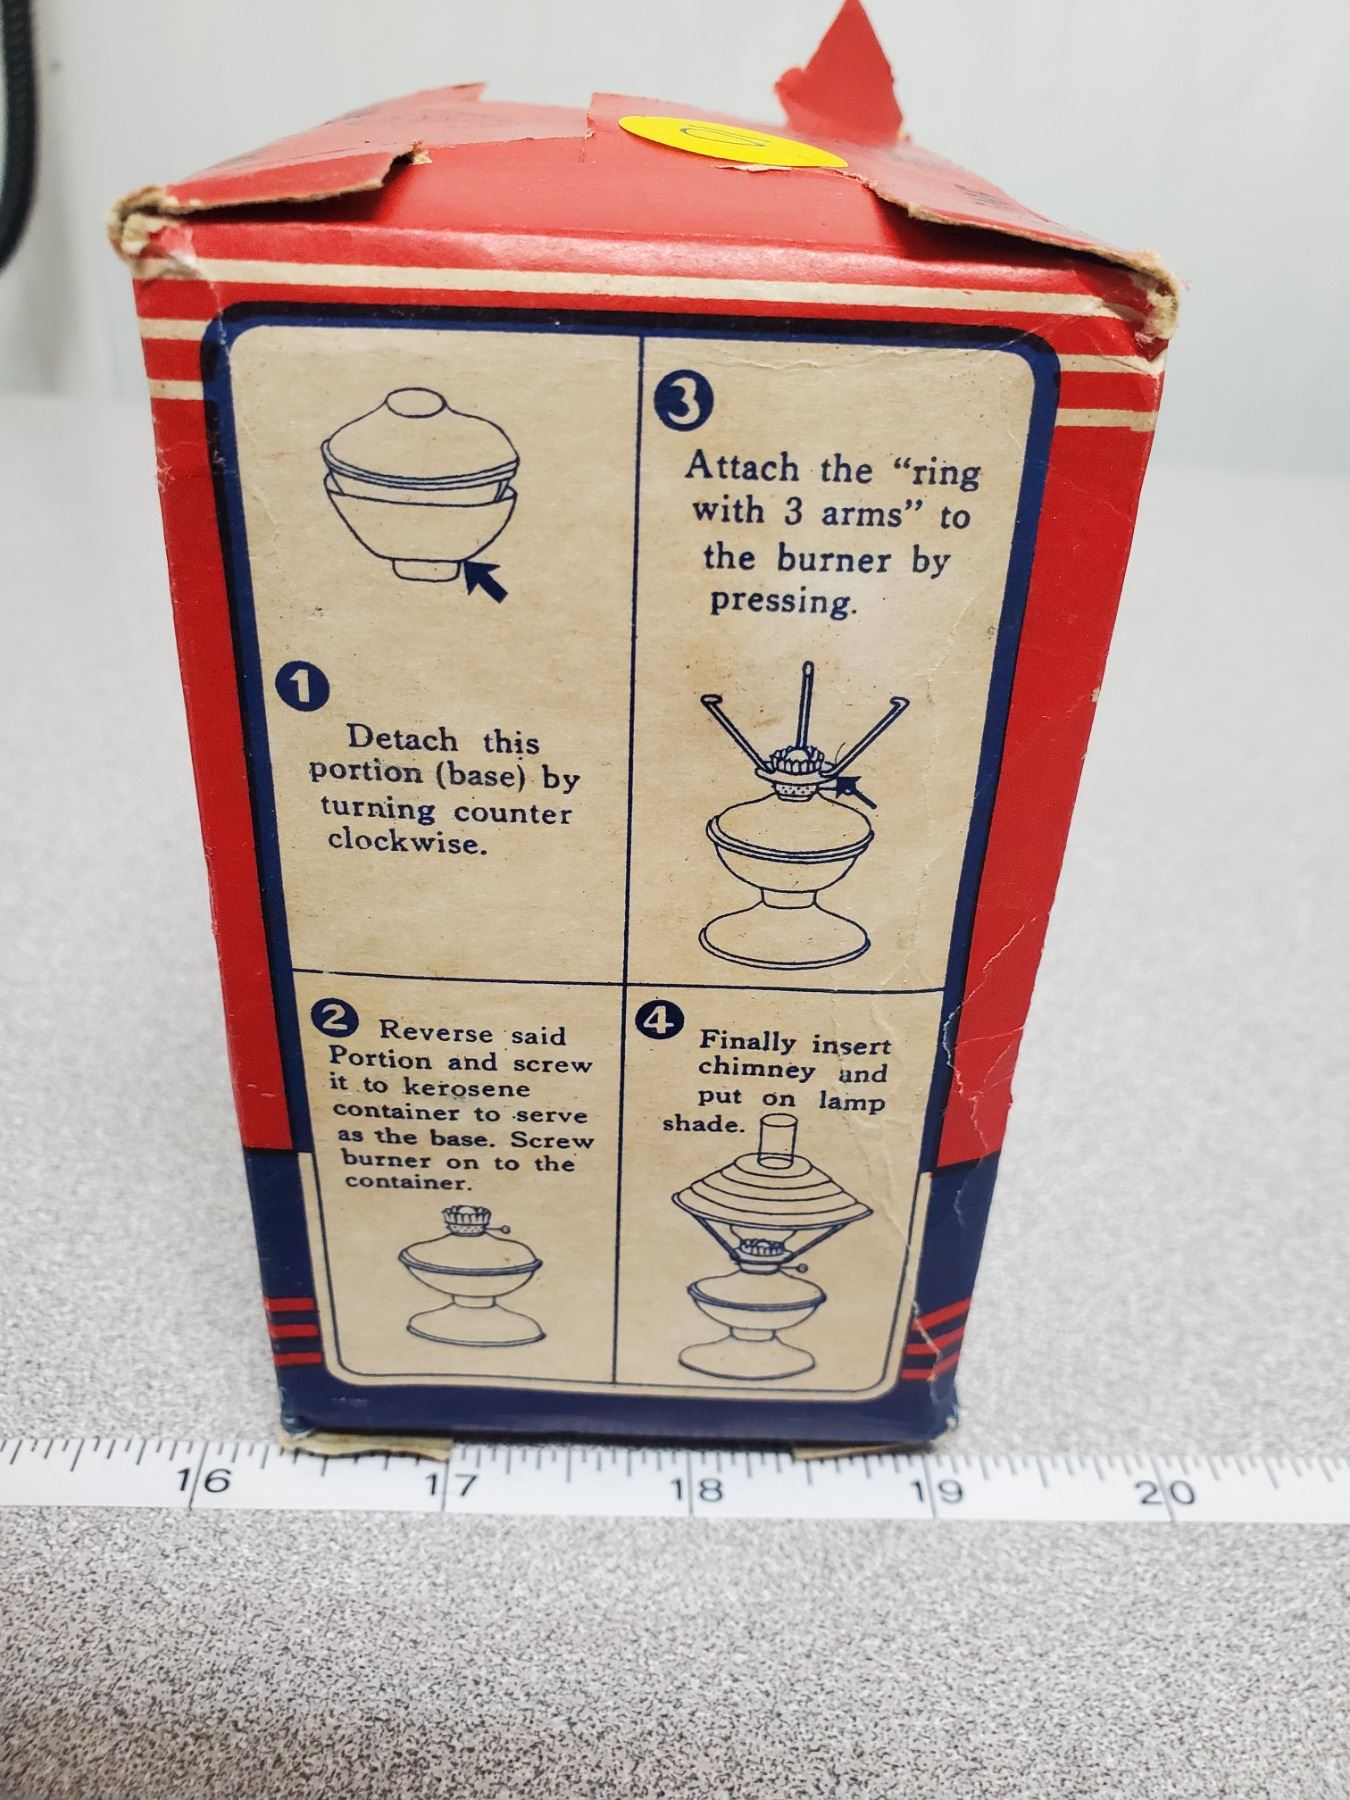 1
Detach this
portion (base) by
turning counter
clockwise.
2 Reverse said
Portion and screw
it to kerosene
container to serve
as the base. Screw
burner on to the
container.
3
Attach the “ring
with 3 arms” to
the burner by
pressing.
4 Finally insert
chimney and
put on lamp
shade.
16 17 18 19 20